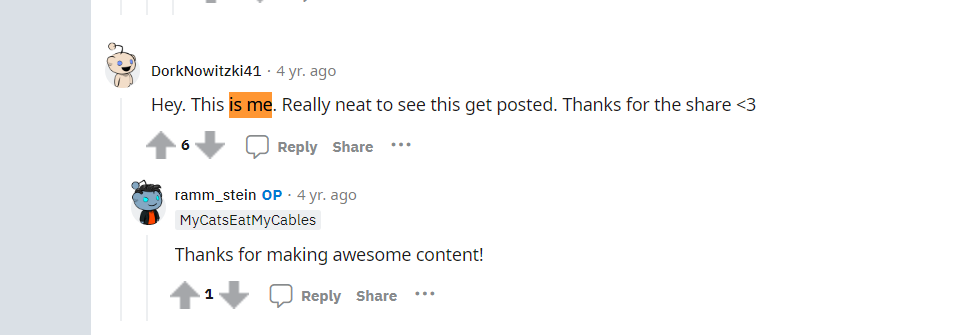 DorkNowitzki41 · 4 yr. ago
Hey. This is me. Really neat to see this get posted. Thanks for the share <3
6 Reply Share ···
ramm_stein OP · 4 yr. ago
MyCatsEatMyCables
Thanks for making awesome content!
1 Reply Share ···